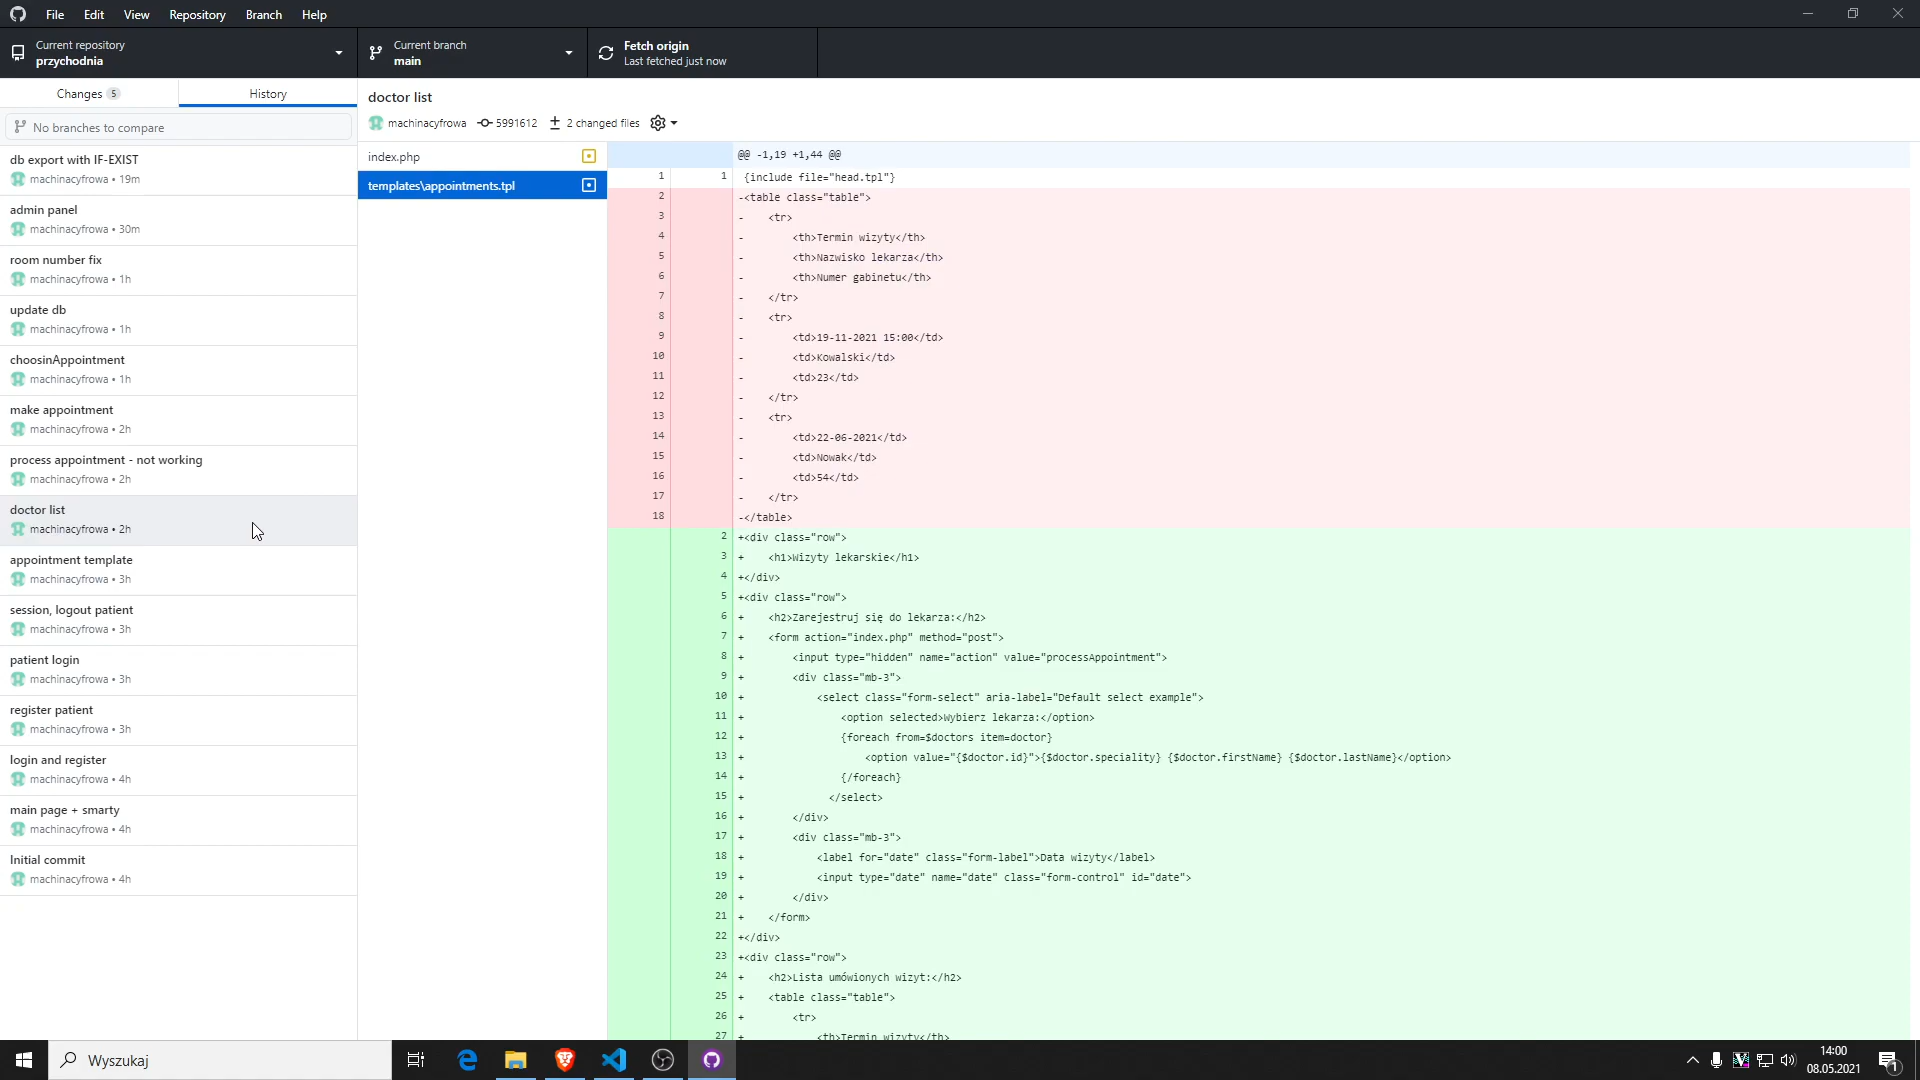 File Edit View Repository Branch Help
Current repository
przychodnia
Current branch
main
Fetch origin
Last fetched just now
Changes 5
History
No branches to compare
db export with IF-EXIST
machinacyfrowa • 19m
admin panel
machinacyfrowa • 30m
room number fix
machinacyfrowa • 1h
update db
machinacyfrowa • 1h
choosinAppointment
machinacyfrowa • 1h
make appointment
machinacyfrowa • 2h
process appointment - not working
machinacyfrowa • 2h
doctor list
machinacyfrowa • 2h
appointment template
machinacyfrowa • 3h
session, logout patient
machinacyfrowa • 3h
patient login
machinacyfrowa • 3h
register patient
machinacyfrowa • 3h
login and register
machinacyfrowa • 4h
main page + smarty
machinacyfrowa • 4h
Initial commit
machinacyfrowa • 4h
doctor list
machinacyfrowa 5991612 2 changed files
index.php
templates\appointments.tpl
@@ -1,19 +1,44 @@
1 1 {include file="head.tpl"}
2 -<table class="table">
3 - <tr>
4 - <th>Termin wizyty</th>
5 - <th>Nazwisko lekarza</th>
6 - <th>Numer gabinetu</th>
7 - </tr>
8 - <tr>
9 - <td>19-11-2021 15:00</td>
10 - <td>Kowalski</td>
11 - <td>23</td>
12 - </tr>
13 - <tr>
14 - <td>22-06-2021</td>
15 - <td>Nowak</td>
16 - <td>54</td>
17 - </tr>
18 -</table>
2 +<div class="row">
3 + <h1>Wizyty lekarskie</h1>
4 +</div>
5 +<div class="row">
6 + <h2>Zarejestruj się do lekarza:</h2>
7 + <form action="index.php" method="post">
8 + <input type="hidden" name="action" value="processAppointment">
9 + <div class="mb-3">
10 + <select class="form-select" aria-label="Default select example">
11 + <option selected>Wybierz lekarza:</option>
12 + {foreach from=$doctors item=doctor}
13 + <option value="{$doctor.id}">{$doctor.speciality} {$doctor.firstName} {$doctor.lastName}</option>
14 + {/foreach}
15 + </select>
16 + </div>
17 + <div class="mb-3">
18 + <label for="date" class="form-label">Data wizyty</label>
19 + <input type="date" name="date" class="form-control" id="date">
20 + </div>
21 + </form>
22 +</div>
23 +<div class="row">
24 + <h2>Lista umówionych wizyt:</h2>
25 + <table class="table">
26 + <tr>
27 + <th>Termin wizyty</th>
Wyszukaj
14:00
08.05.2021
1